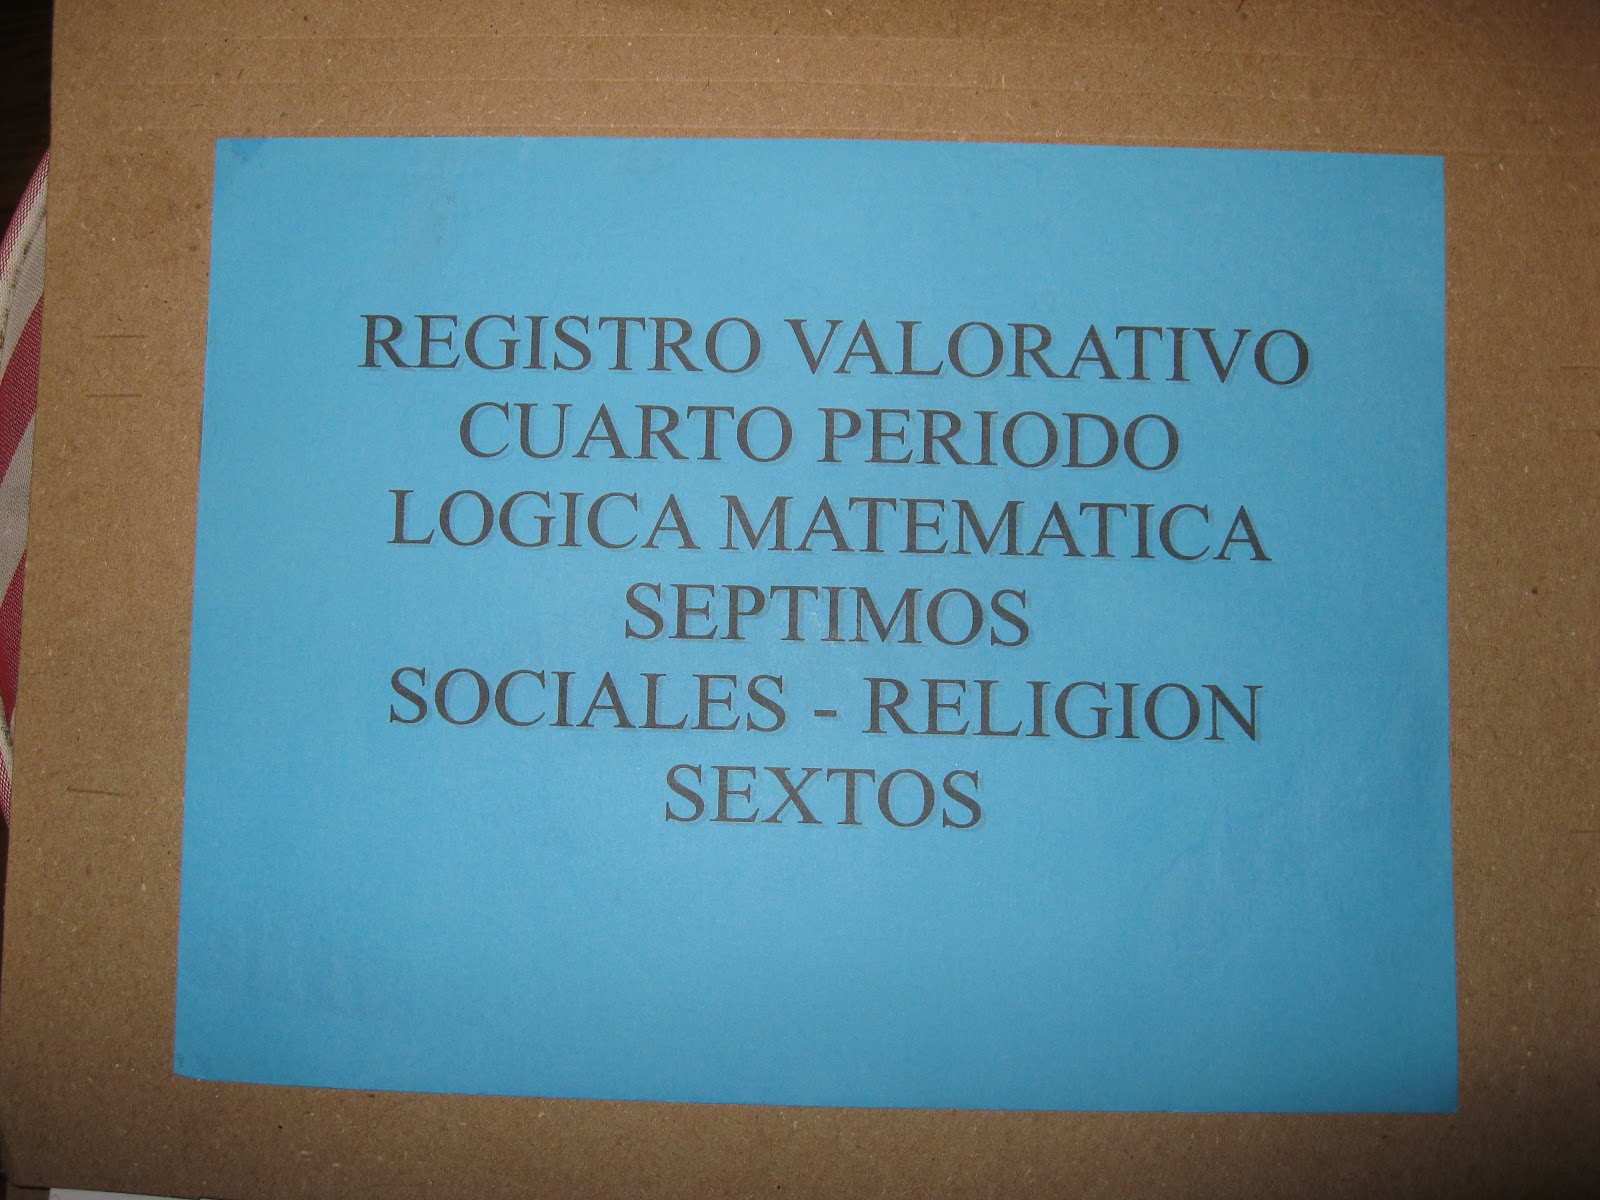 REGISTRO VALORATIVO
CUARTO PERIODO
LOGICA MATEMATICA
SEPTIMOS
SOCIALES - RELIGION
SEXTOS